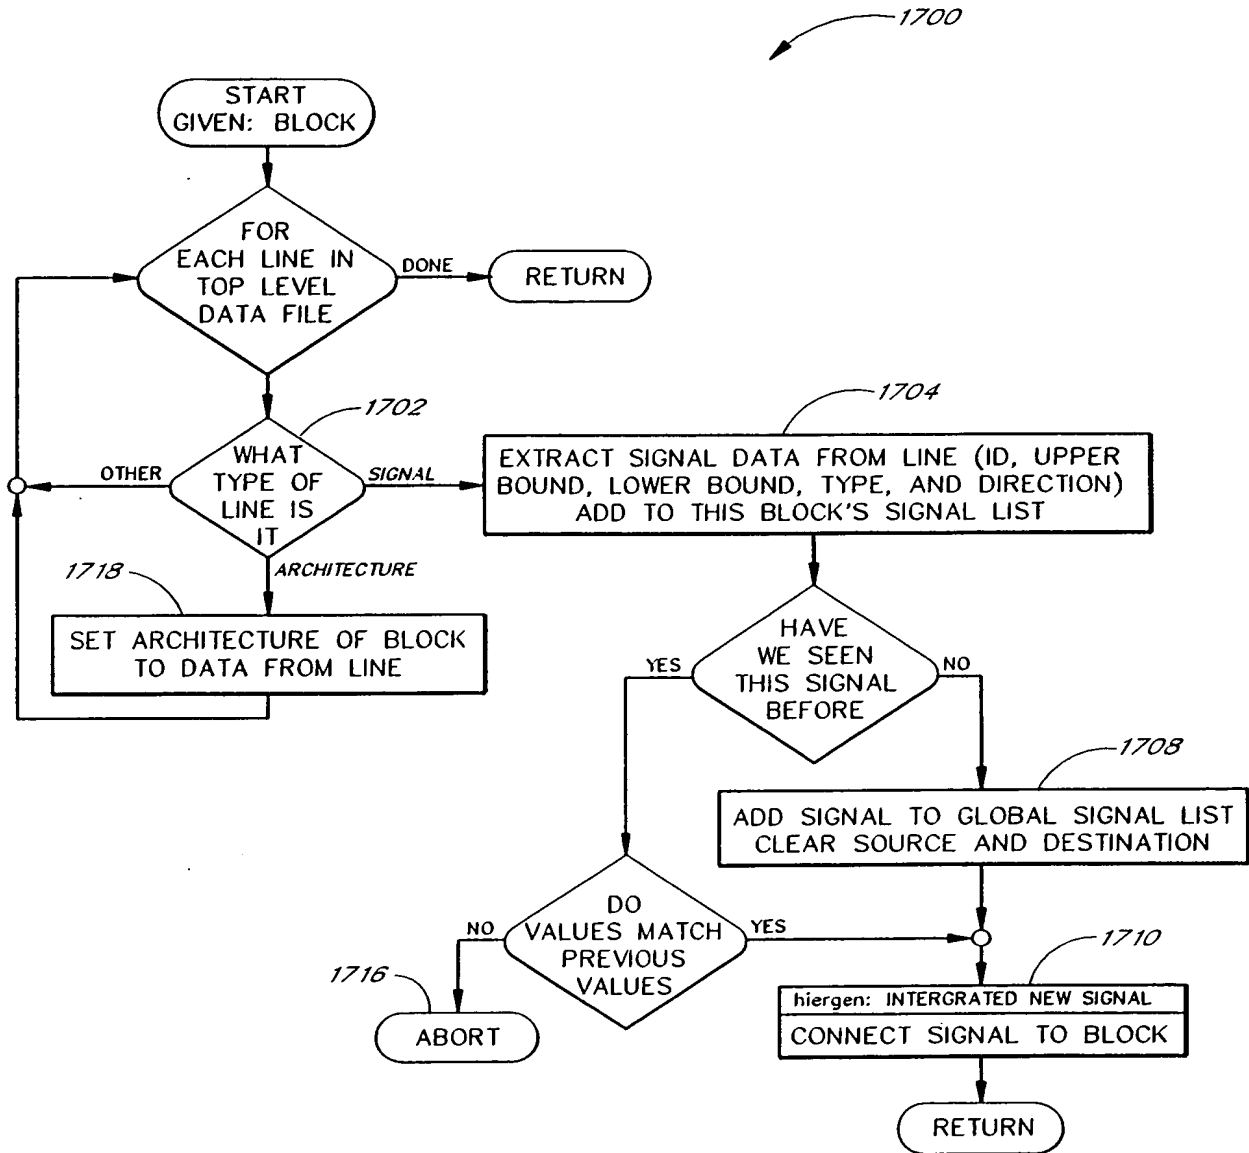 1700
START
GIVEN: BLOCK
FOR
EACH LINE IN
TOP LEVEL
DATA FILE
DONE
RETURN
1702
WHAT
TYPE OF
LINE IS
IT
OTHER
SIGNAL
ARCHITECTURE
1704
EXTRACT SIGNAL DATA FROM LINE (ID, UPPER
BOUND, LOWER BOUND, TYPE, AND DIRECTION)
ADD TO THIS BLOCK'S SIGNAL LIST
1718
SET ARCHITECTURE OF BLOCK
TO DATA FROM LINE
HAVE
WE SEEN
THIS SIGNAL
BEFORE
YES
NO
1708
ADD SIGNAL TO GLOBAL SIGNAL LIST
CLEAR SOURCE AND DESTINATION
DO
VALUES MATCH
PREVIOUS
VALUES
NO
YES
1716
ABORT
1710
hiergen: INTERGRATED NEW SIGNAL
CONNECT SIGNAL TO BLOCK
RETURN